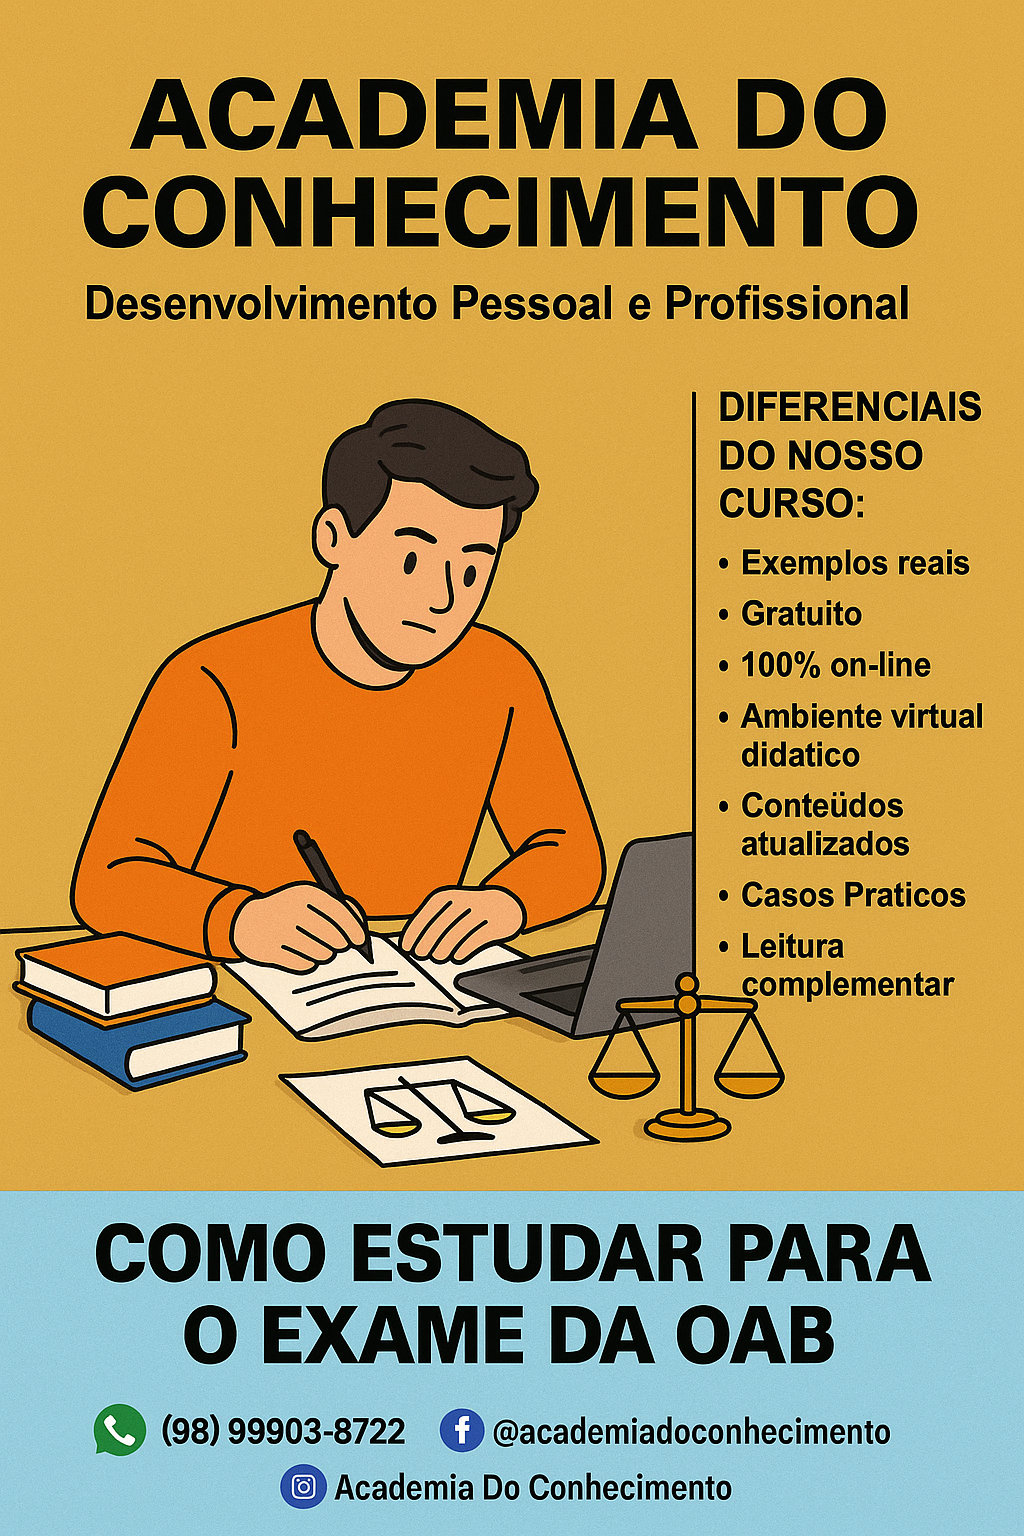 ACADEMIA DO
CONHECIMENTO
Desenvolvimento Pessoal e Profissional
DIFERENCIAIS
DO NOSSO
CURSO:
• Exemplos reais
• Gratuito
• 100% on-line
• Ambiente virtual
didatico
• Conteüdos
atualizados
• Casos Praticos
• Leitura
complementar
COMO ESTUDAR PARA
O EXAME DA OAB
(98) 99903-8722 @academiadoconhecimento
Academia Do Conhecimento